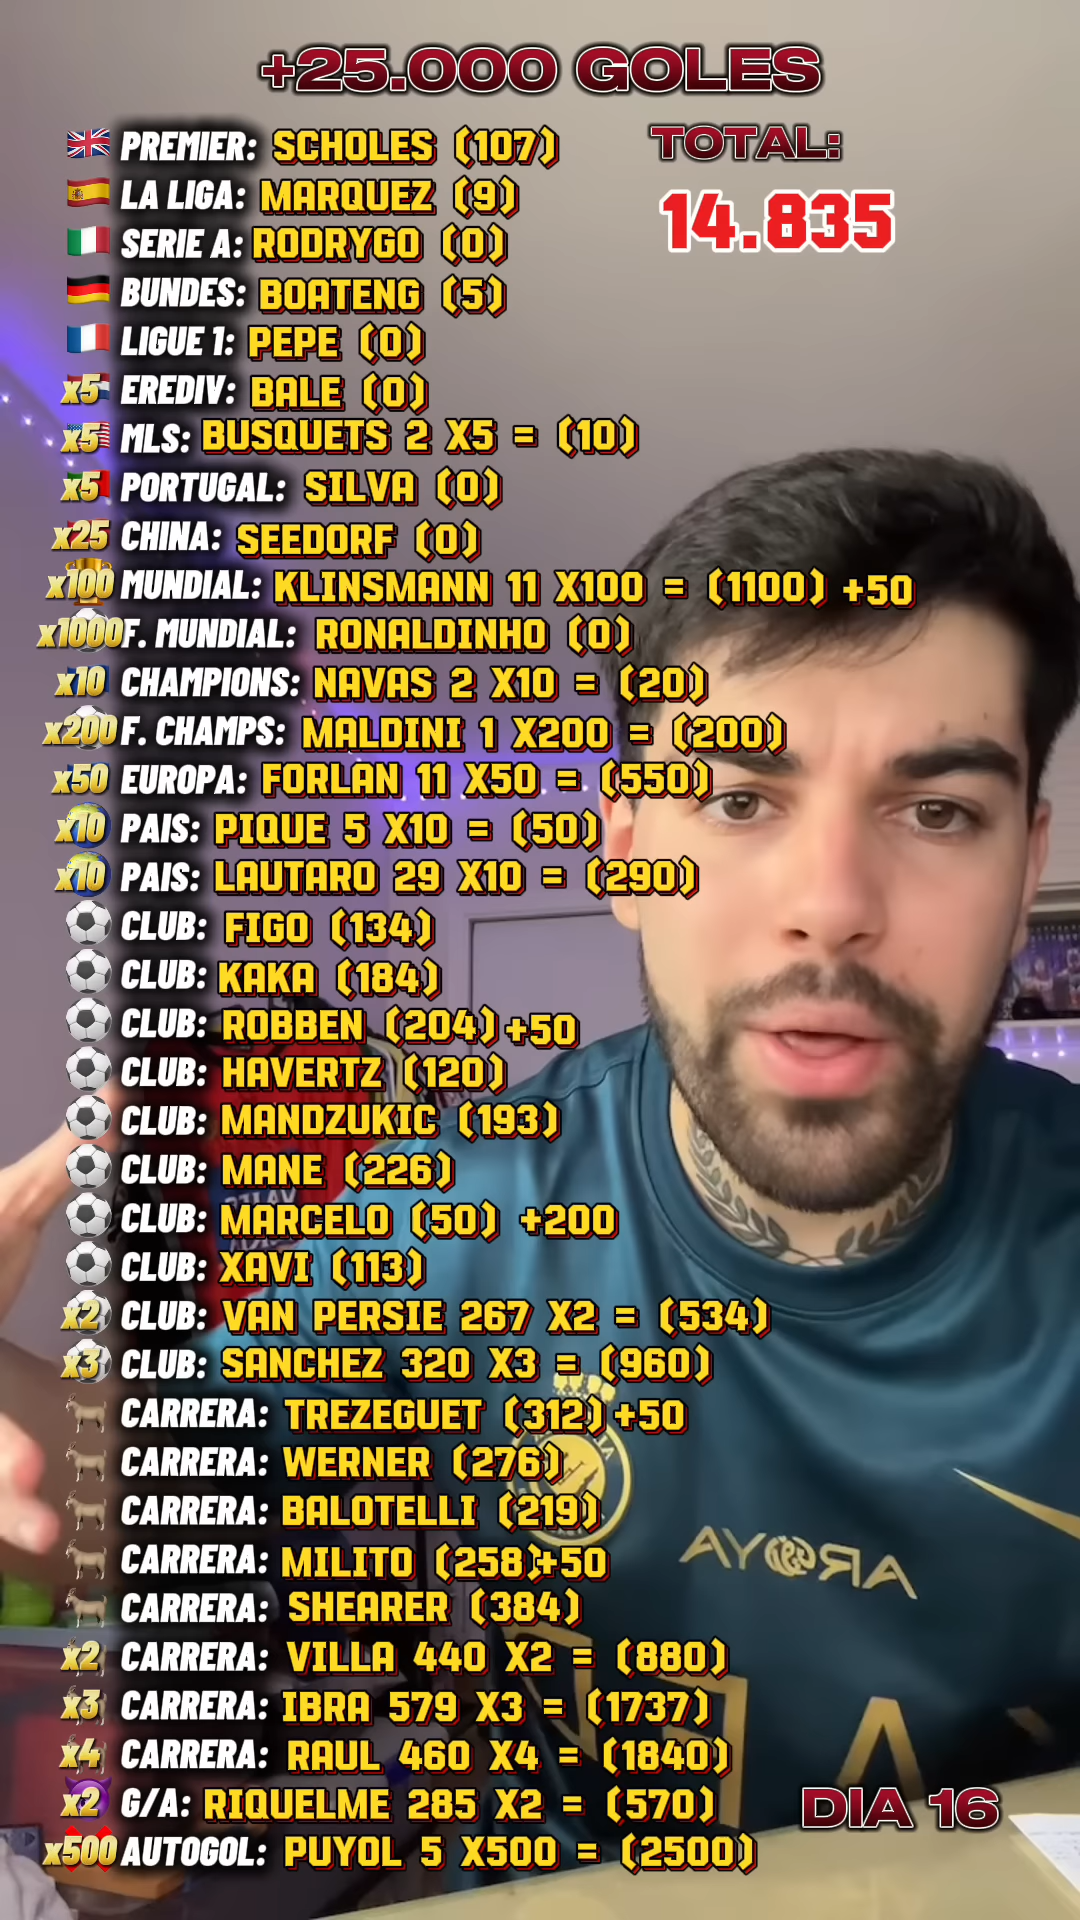 +25.000 GOLES
TOTAL:
14.835
PREMIER: SCHOLES (107)
LA LIGA: MARQUEZ (9)
SERIE A: RODRYGO (0)
BUNDES: BOATENG (5)
LIGUE 1: PEPE (0)
x5 EREDIV: BALE (0)
x5 MLS: BUSQUETS 2 X5 = (10)
x5 PORTUGAL: SILVA (0)
x25 CHINA: SEEDORF (0)
x100 MUNDIAL: KLINSMANN 11 X100 = (1100) +50
x1000 F. MUNDIAL: RONALDINHO (0)
x10 CHAMPIONS: NAVAS 2 X10 = (20)
x200 F. CHAMPS: MALDINI 1 X200 = (200)
x50 EUROPA: FORLAN 11 X50 = (550)
x10 PAIS: PIQUE 5 X10 = (50)
x10 PAIS: LAUTARO 29 X10 = (290)
CLUB: FIGO (134)
CLUB: KAKA (184)
CLUB: ROBBEN (204) +50
CLUB: HAVERTZ (120)
CLUB: MANDZUKIC (193)
CLUB: MANE (226)
CLUB: MARCELO (50) +200
CLUB: XAVI (113)
x2 CLUB: VAN PERSIE 267 X2 = (534)
x3 CLUB: SANCHEZ 320 X3 = (960)
CARRERA: TREZEGUET (312) +50
CARRERA: WERNER (276)
CARRERA: BALOTELLI (219)
CARRERA: MILITO (258) +50
CARRERA: SHEARER (384)
x2 CARRERA: VILLA 440 X2 = (880)
x3 CARRERA: IBRA 579 X3 = (1737)
x4 CARRERA: RAUL 460 X4 = (1840)
x2 G/A: RIQUELME 285 X2 = (570)
x500 AUTOGOL: PUYOL 5 X500 = (2500)
AROYA
DIA 16